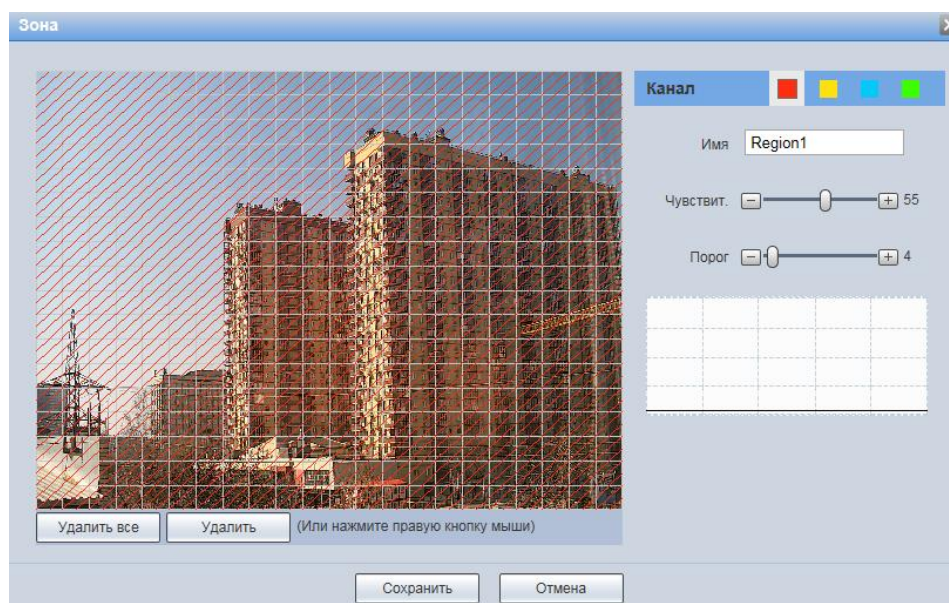 Зона
Канал
Имя Region1
Чувствит. 55
Порог 4
Удалить все Удалить (Или нажмите правую кнопку мыши)
Сохранить Отмена